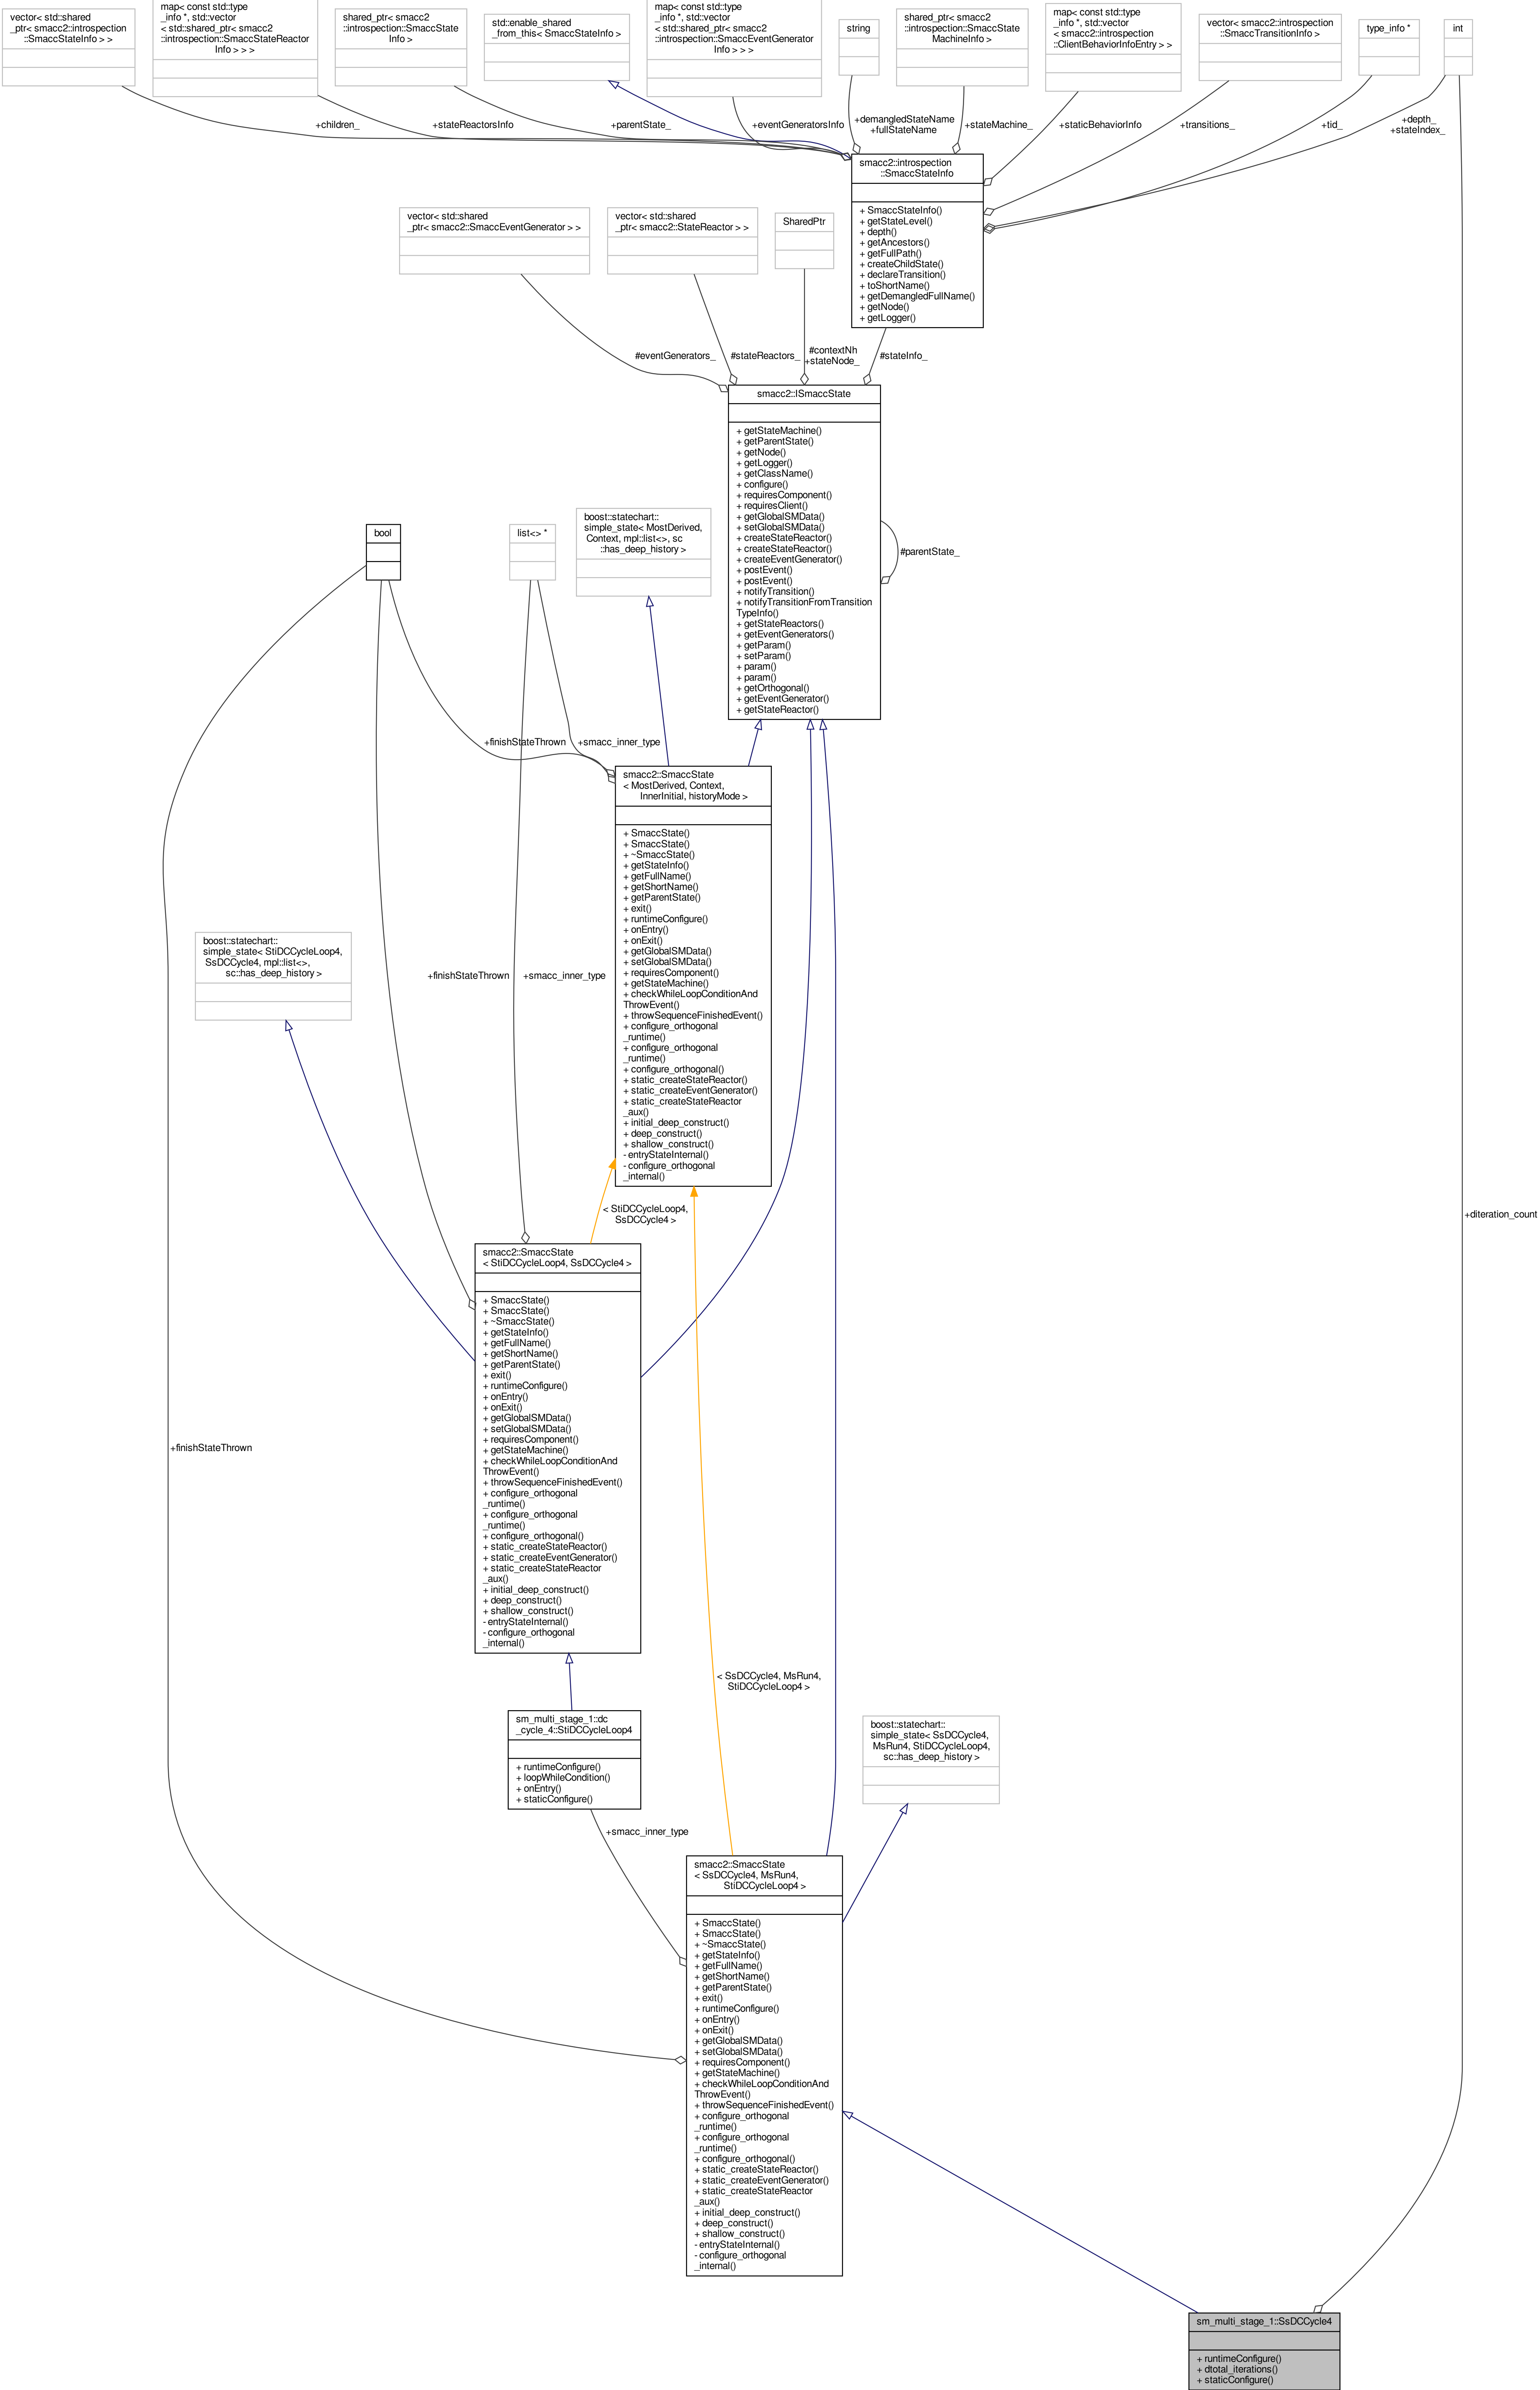 vector< std::shared
_ptr< smacc2::introspection
::SmaccStateInfo > >
map< const std::type
_info *, std::vector
< std::shared_ptr< smacc2
::introspection::SmaccStateReactor
Info > > >
shared_ptr< smacc2
::introspection::SmaccState
Info >
std::enable_shared
_from_this< SmaccStateInfo >
map< const std::type
_info *, std::vector
< std::shared_ptr< smacc2
::introspection::SmaccEventGenerator
Info > > >
string
shared_ptr< smacc2
::introspection::SmaccState
MachineInfo >
map< const std::type
_info *, std::vector
< smacc2::introspection
::ClientBehaviorInfoEntry > >
vector< smacc2::introspection
::SmaccTransitionInfo >
type_info *
int
+children_
+stateReactorsInfo
+parentState_
+eventGeneratorsInfo
+demangledStateName
+fullStateName
+stateMachine_
+staticBehaviorInfo
+transitions_
+tid_
+depth_
+stateIndex_
smacc2::introspection
::SmaccStateInfo
+ SmaccStateInfo()
+ getStateLevel()
+ depth()
+ getAncestors()
+ getFullPath()
+ createChildState()
+ declareTransition()
+ toShortName()
+ getDemangledFullName()
+ getNode()
+ getLogger()
vector< std::shared
_ptr< smacc2::SmaccEventGenerator > >
vector< std::shared
_ptr< smacc2::StateReactor > >
SharedPtr
#eventGenerators_
#stateReactors_
#contextNh
+stateNode_
#stateInfo_
smacc2::ISmaccState
+ getStateMachine()
+ getParentState()
+ getNode()
+ getLogger()
+ getClassName()
+ configure()
+ requiresComponent()
+ requiresClient()
+ getGlobalSMData()
+ setGlobalSMData()
+ createStateReactor()
+ createStateReactor()
+ createEventGenerator()
+ postEvent()
+ postEvent()
+ notifyTransition()
+ notifyTransitionFromTransition
TypeInfo()
+ getStateReactors()
+ getEventGenerators()
+ getParam()
+ setParam()
+ param()
+ param()
+ getOrthogonal()
+ getEventGenerator()
+ getStateReactor()
#parentState_
bool
list<> *
boost::statechart::
simple_state< MostDerived,
Context, mpl::list<>, sc
::has_deep_history >
+finishStateThrown
+smacc_inner_type
smacc2::SmaccState
< MostDerived, Context,
InnerInitial, historyMode >
+ SmaccState()
+ SmaccState()
+ ~SmaccState()
+ getStateInfo()
+ getFullName()
+ getShortName()
+ getParentState()
+ exit()
+ runtimeConfigure()
+ onEntry()
+ onExit()
+ getGlobalSMData()
+ setGlobalSMData()
+ requiresComponent()
+ getStateMachine()
+ checkWhileLoopConditionAnd
ThrowEvent()
+ throwSequenceFinishedEvent()
+ configure_orthogonal
_runtime()
+ configure_orthogonal
_runtime()
+ configure_orthogonal()
+ static_createStateReactor()
+ static_createEventGenerator()
+ static_createStateReactor
_aux()
+ initial_deep_construct()
+ deep_construct()
+ shallow_construct()
- entryStateInternal()
- configure_orthogonal
_internal()
boost::statechart::
simple_state< StiDCCycleLoop4,
SsDCCycle4, mpl::list<>,
sc::has_deep_history >
+finishStateThrown
+smacc_inner_type
< StiDCCycleLoop4,
SsDCCycle4 >
+diteration_count
smacc2::SmaccState
< StiDCCycleLoop4, SsDCCycle4 >
+ SmaccState()
+ SmaccState()
+ ~SmaccState()
+ getStateInfo()
+ getFullName()
+ getShortName()
+ getParentState()
+ exit()
+ runtimeConfigure()
+ onEntry()
+ onExit()
+ getGlobalSMData()
+ setGlobalSMData()
+ requiresComponent()
+ getStateMachine()
+ checkWhileLoopConditionAnd
ThrowEvent()
+ throwSequenceFinishedEvent()
+ configure_orthogonal
_runtime()
+ configure_orthogonal
_runtime()
+ configure_orthogonal()
+ static_createStateReactor()
+ static_createEventGenerator()
+ static_createStateReactor
_aux()
+ initial_deep_construct()
+ deep_construct()
+ shallow_construct()
- entryStateInternal()
- configure_orthogonal
_internal()
+finishStateThrown
< SsDCCycle4, MsRun4,
StiDCCycleLoop4 >
sm_multi_stage_1::dc
_cycle_4::StiDCCycleLoop4
+ runtimeConfigure()
+ loopWhileCondition()
+ onEntry()
+ staticConfigure()
boost::statechart::
simple_state< SsDCCycle4,
MsRun4, StiDCCycleLoop4,
sc::has_deep_history >
+smacc_inner_type
smacc2::SmaccState
< SsDCCycle4, MsRun4,
StiDCCycleLoop4 >
+ SmaccState()
+ SmaccState()
+ ~SmaccState()
+ getStateInfo()
+ getFullName()
+ getShortName()
+ getParentState()
+ exit()
+ runtimeConfigure()
+ onEntry()
+ onExit()
+ getGlobalSMData()
+ setGlobalSMData()
+ requiresComponent()
+ getStateMachine()
+ checkWhileLoopConditionAnd
ThrowEvent()
+ throwSequenceFinishedEvent()
+ configure_orthogonal
_runtime()
+ configure_orthogonal
_runtime()
+ configure_orthogonal()
+ static_createStateReactor()
+ static_createEventGenerator()
+ static_createStateReactor
_aux()
+ initial_deep_construct()
+ deep_construct()
+ shallow_construct()
- entryStateInternal()
- configure_orthogonal
_internal()
sm_multi_stage_1::SsDCCycle4
+ runtimeConfigure()
+ dtotal_iterations()
+ staticConfigure()